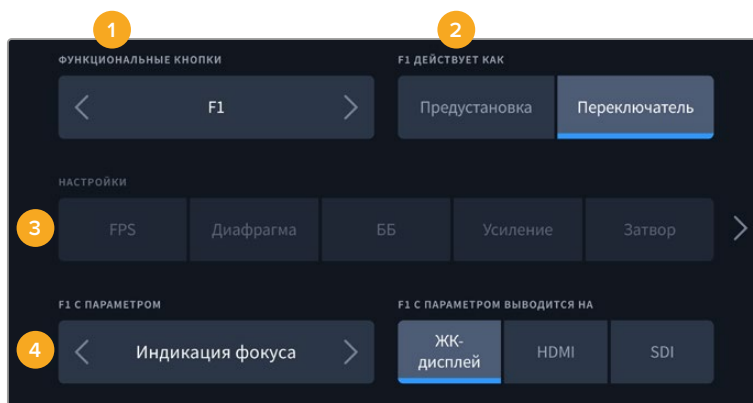 1 2
ФУНКЦИОНАЛЬНЫЕ КНОПКИ F1 ДЕЙСТВУЕТ КАК
F1 Предустановка Переключатель
НАСТРОЙКИ
3 FPS Диафрагма ББ Усиление Затвор
F1 С ПАРАМЕТРОМ F1 С ПАРАМЕТРОМ ВЫВОДИТСЯ НА
4 Индикация фокуса ЖК-
дисплей HDMI SDI